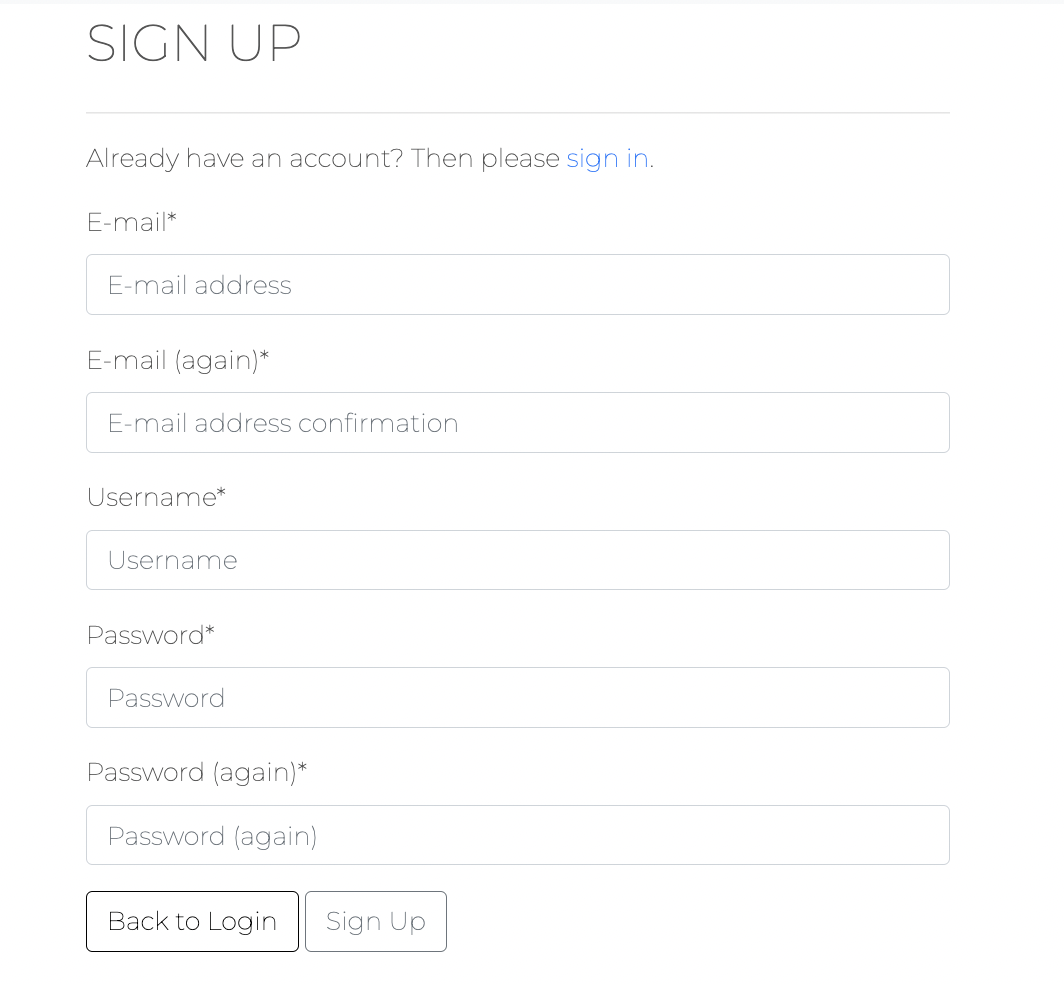 SIGN UP
Already have an account? Then please sign in.
E-mail*
E-mail address
E-mail (again)*
E-mail address confirmation
Username*
Username
Password*
Password
Password (again)*
Password (again)
Back to Login Sign Up